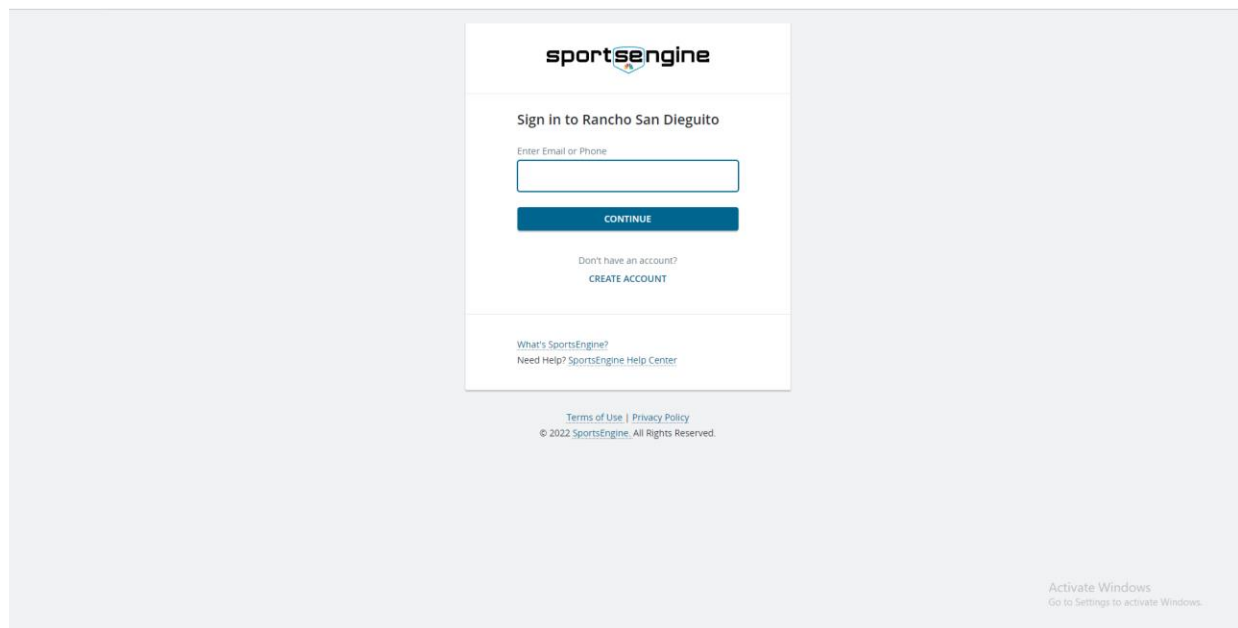 sportsengine
Sign in to Rancho San Dieguito
Enter Email or Phone
CONTINUE
Don't have an account?
CREATE ACCOUNT
What's SportsEngine?
Need Help? SportsEngine Help Center
Terms of Use | Privacy Policy
© 2022 SportsEngine. All Rights Reserved.
Activate Windows
Go to Settings to activate Windows.